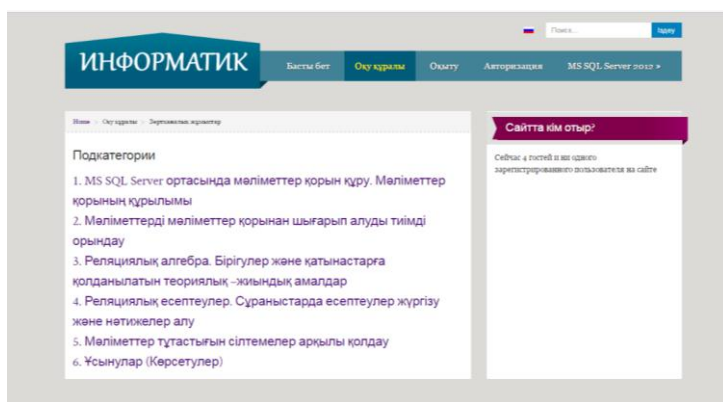 Поиск...
Іздеу
ИНФОРМАТИК
Басты бет
Оқу құралы
Оқыту
Авторизация
MS SQL Server 2012 »
Home > Оқу құралы > Зертханалық жұмыстар
Подкатегории
1. MS SQL Server ортасында мәліметтер қорын құру. Мәліметтер
қорының құрылымы
2. Мәліметтерді мәліметтер қорынан шығарып алуды тиімді
орындау
3. Реляциялық алгебра. Бірігулер және қатынастарға
қолданылатын теориялық –жиындық амалдар
4. Реляциялық есептеулер. Сұраныстарда есептеулер жүргізу
және нәтижелер алу
5. Мәліметтер тұтастығын сілтемелер арқылы қолдау
6. Ұсынулар (Көрсетулер)
Сайтта кім отыр?
Сейчас 4 гостей и ни одного
зарегистрированного пользователя на сайте